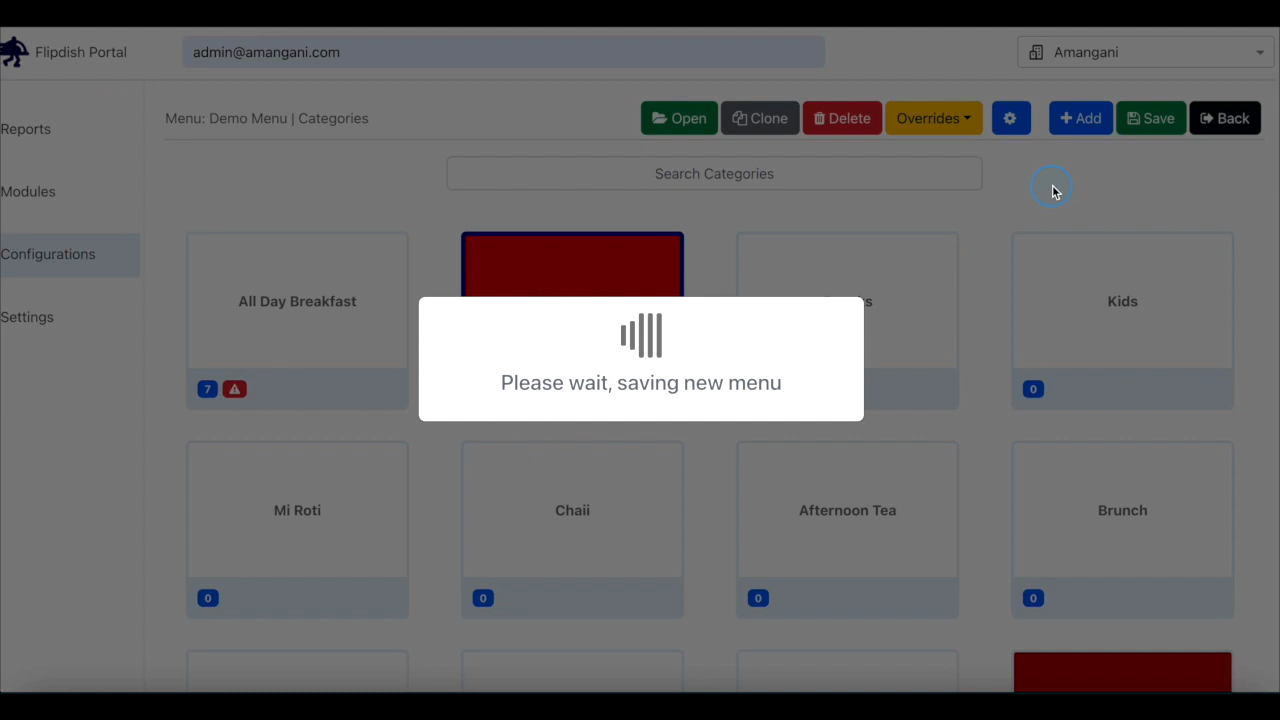 Flipdish Portal
admin@amangani.com
Amangani
Reports
Modules
Configurations
Settings
Menu: Demo Menu | Categories
Open
Clone
Delete
Overrides
Add
Save
Back
Search Categories
All Day Breakfast
Kids
7
0
Please wait, saving new menu
Mi Roti
Chaii
Afternoon Tea
Brunch
0
0
0
0